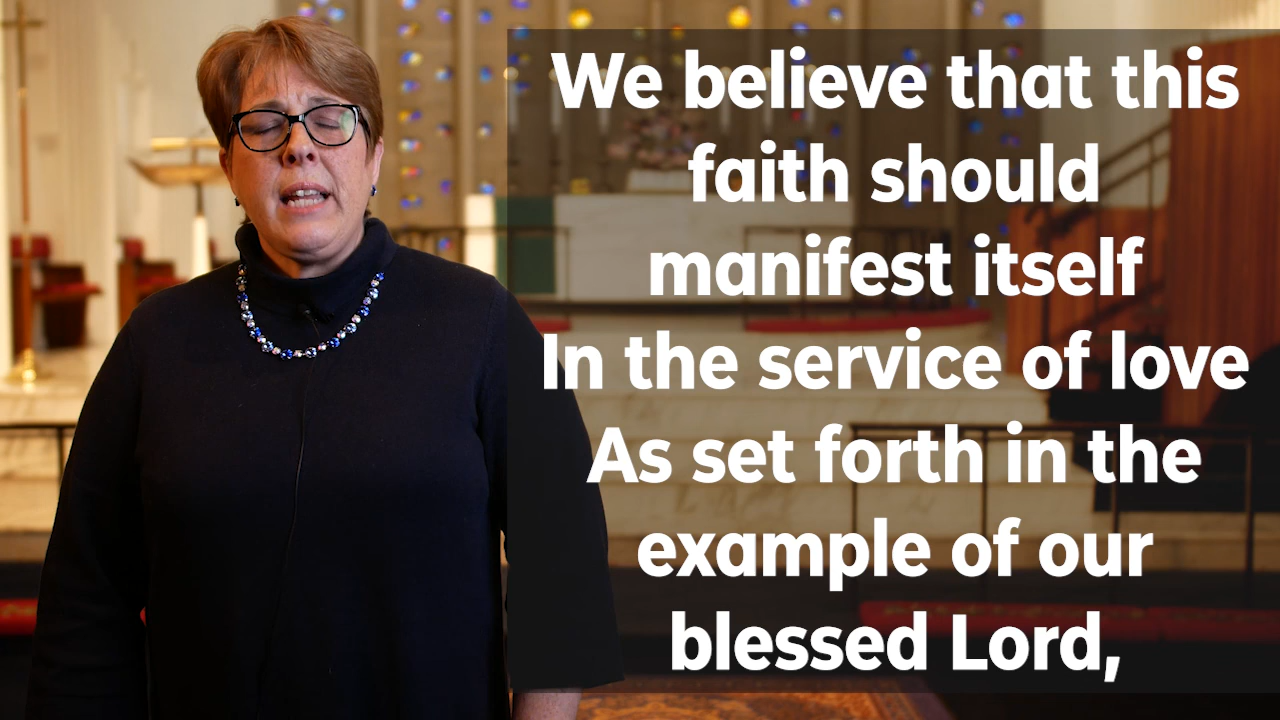 We believe that this
faith should
manifest itself
In the service of love
As set forth in the
example of our
blessed Lord,